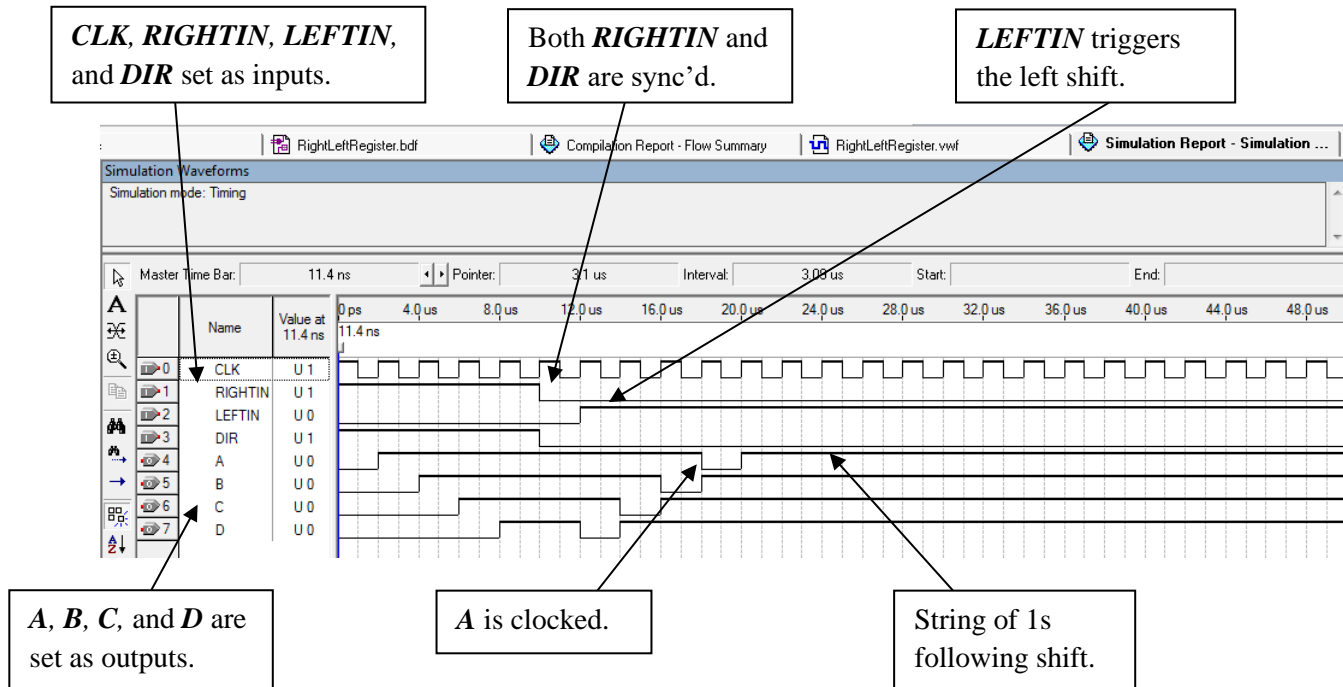 CLK, RIGHTIN, LEFTIN,
and DIR set as inputs.
Both RIGHTIN and
DIR are sync’d.
LEFTIN triggers
the left shift.
RightLeftRegister.bdf
Compilation Report - Flow Summary
RightLeftRegister.vwf
Simulation Report - Simulation ...
Simulation Waveforms
Simulation mode: Timing
Master Time Bar: 11.4 ns Pointer: 3.1 us Interval: 3.09 us Start: End:
Name Value at 11.4 ns
0 ps 4.0 us 8.0 us 12.0 us 16.0 us 20.0 us 24.0 us 28.0 us 32.0 us 36.0 us 40.0 us 44.0 us 48.0 us
11.4 ns
0 CLK U 1
1 RIGHTIN U 1
2 LEFTIN U 0
3 DIR U 1
4 A U 0
5 B U 0
6 C U 0
7 D U 0
A, B, C, and D are
set as outputs.
A is clocked.
String of 1s
following shift.